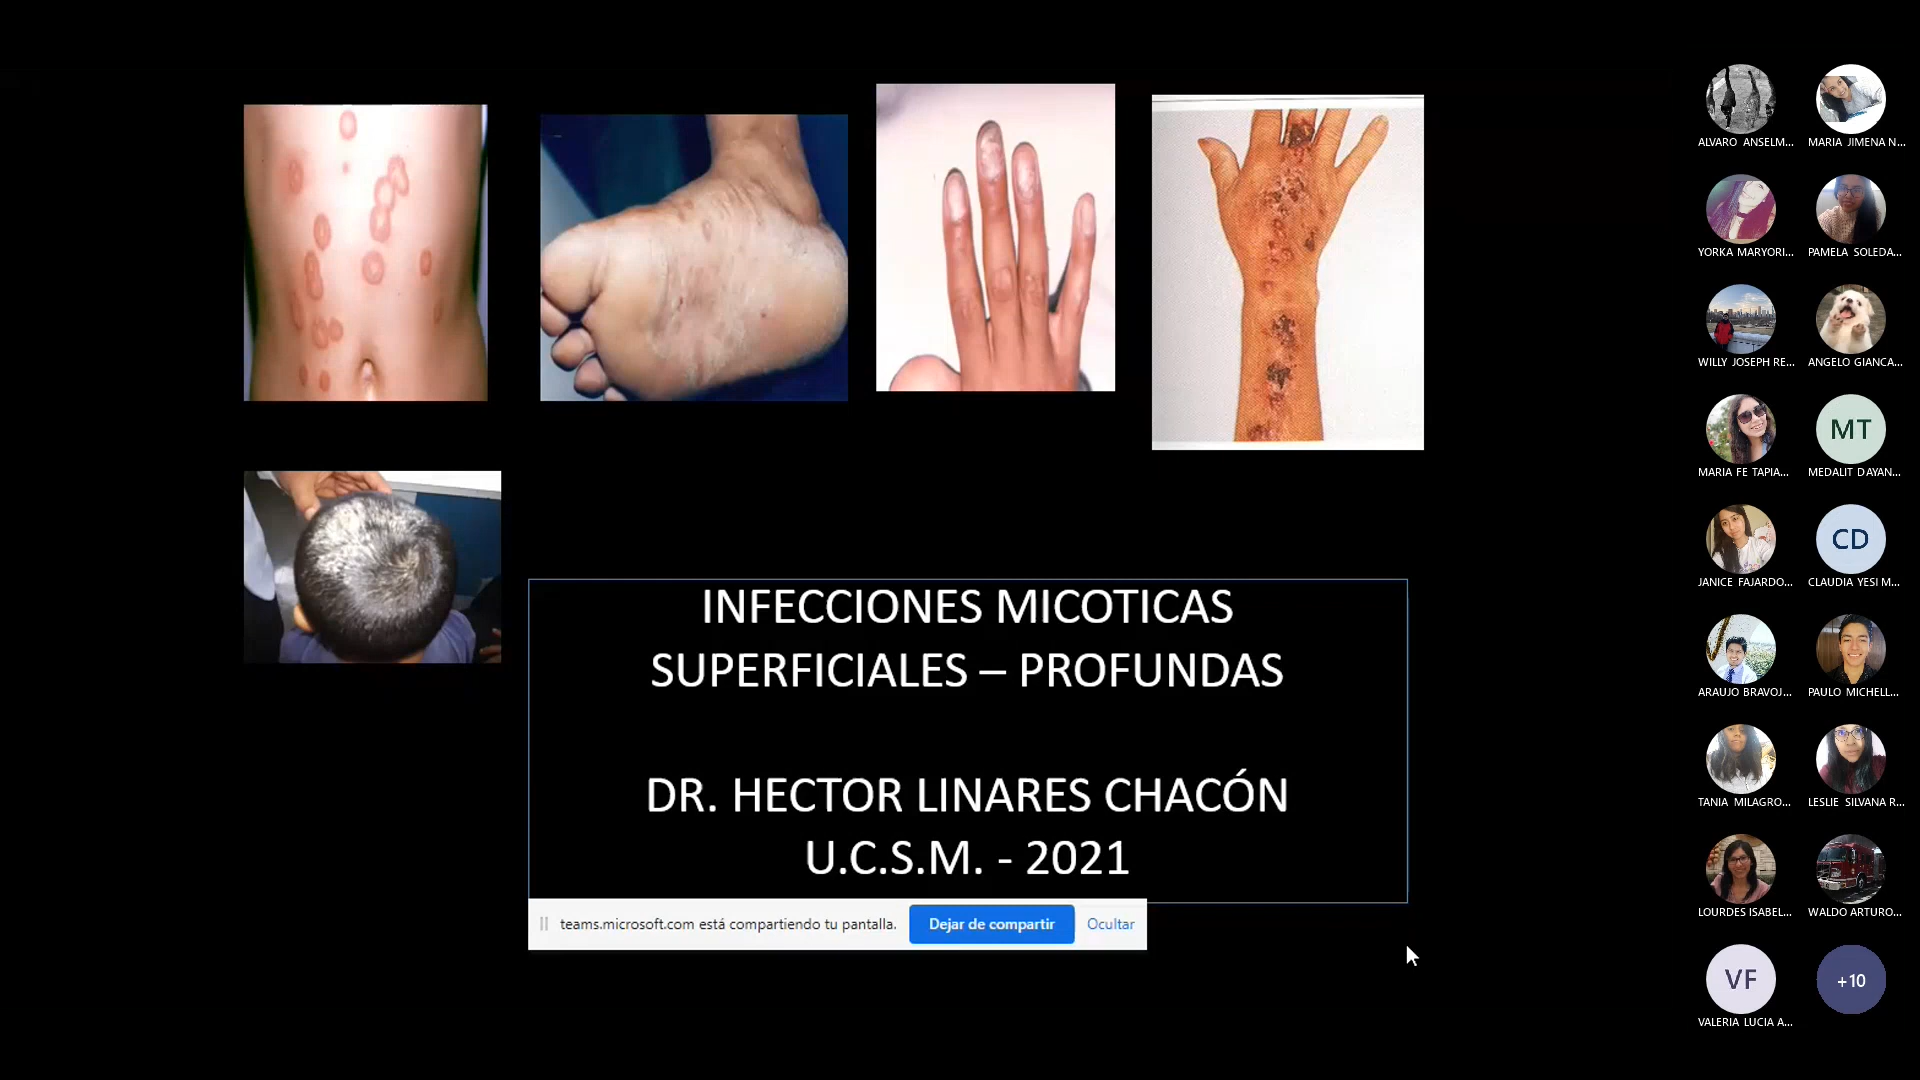 INFECCIONES MICOTICAS
SUPERFICIALES – PROFUNDAS
DR. HECTOR LINARES CHACÓN
U.C.S.M. - 2021
teams.microsoft.com está compartiendo tu pantalla.
Dejar de compartir
Ocultar
ALVARO ANSELM...
MARIA JIMENA N...
YORKA MARYORI...
PAMELA SOLEDA...
WILLY JOSEPH RE...
ANGELO GIANCA...
MARIA FE TAPIA...
MT
MEDALIT DAYAN...
JANICE FAJARDO...
CD
CLAUDIA YESI M...
ARAUJO BRAVOJ...
PAULO MICHELL...
TANIA MILAGRO...
LESLIE SILVANA R...
LOURDES ISABEL...
WALDO ARTURO...
VF
VALERIA LUCIA A...
+10